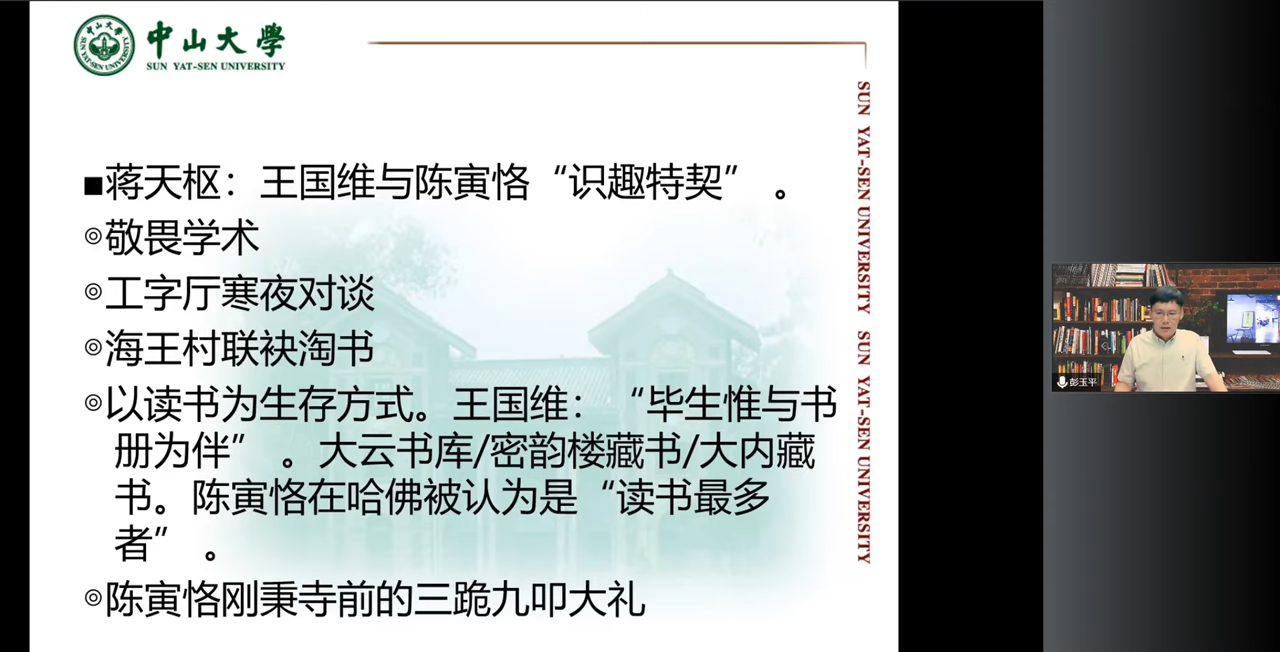 中山大學
SUN YAT-SEN UNIVERSITY
SUN YAT-SEN UNIVERSITY SUN YAT-SEN UNIVERSITY
■蒋天枢：王国维与陈寅恪“识趣特契”。
◎敬畏学术
◎工字厅寒夜对谈
◎海王村联袂淘书
◎以读书为生存方式。王国维：“毕生惟与书
册为伴”。大云书库/密韵楼藏书/大内藏
书。陈寅恪在哈佛被认为是“读书最多
者”。
◎陈寅恪刚秉寺前的三跪九叩大礼
彭玉平